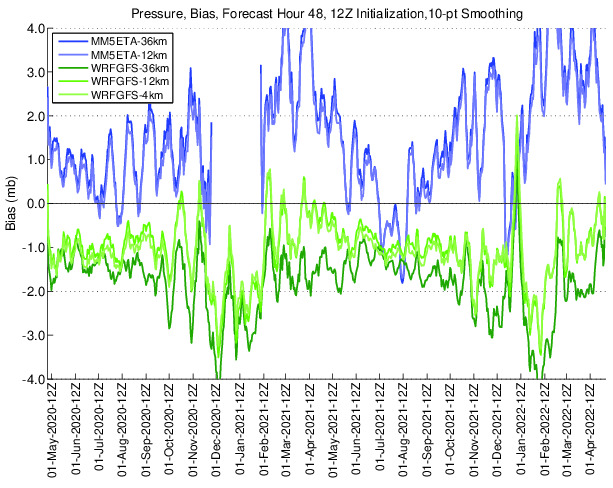 Pressure, Bias, Forecast Hour 48, 12Z Initialization,10-pt Smoothing
4.0
3.0
2.0
1.0
0.0
-1.0
-2.0
-3.0
-4.0
Bias (mb)
MM5ETA-36km
MM5ETA-12km
WRFGFS-36km
WRFGFS-12km
WRFGFS-4km
01-May-2020-12Z
01-Jun-2020-12Z
01-Jul-2020-12Z
01-Aug-2020-12Z
01-Sep-2020-12Z
01-Oct-2020-12Z
01-Nov-2020-12Z
01-Dec-2020-12Z
01-Jan-2021-12Z
01-Feb-2021-12Z
01-Mar-2021-12Z
01-Apr-2021-12Z
01-May-2021-12Z
01-Jun-2021-12Z
01-Jul-2021-12Z
01-Aug-2021-12Z
01-Sep-2021-12Z
01-Oct-2021-12Z
01-Nov-2021-12Z
01-Dec-2021-12Z
01-Jan-2022-12Z
01-Feb-2022-12Z
01-Mar-2022-12Z
01-Apr-2022-12Z